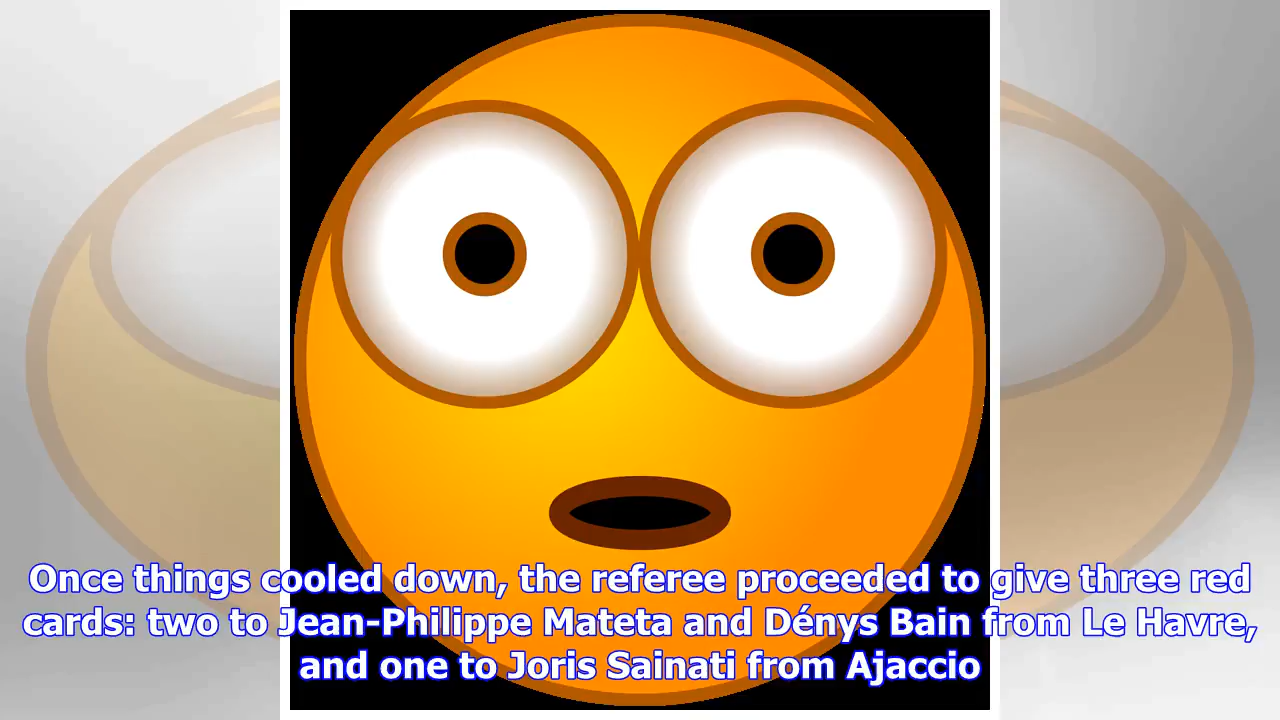 Once things cooled down, the referee proceeded to give three red
cards: two to Jean-Philippe Mateta and Dénys Bain from Le Havre,
and one to Joris Sainati from Ajaccio